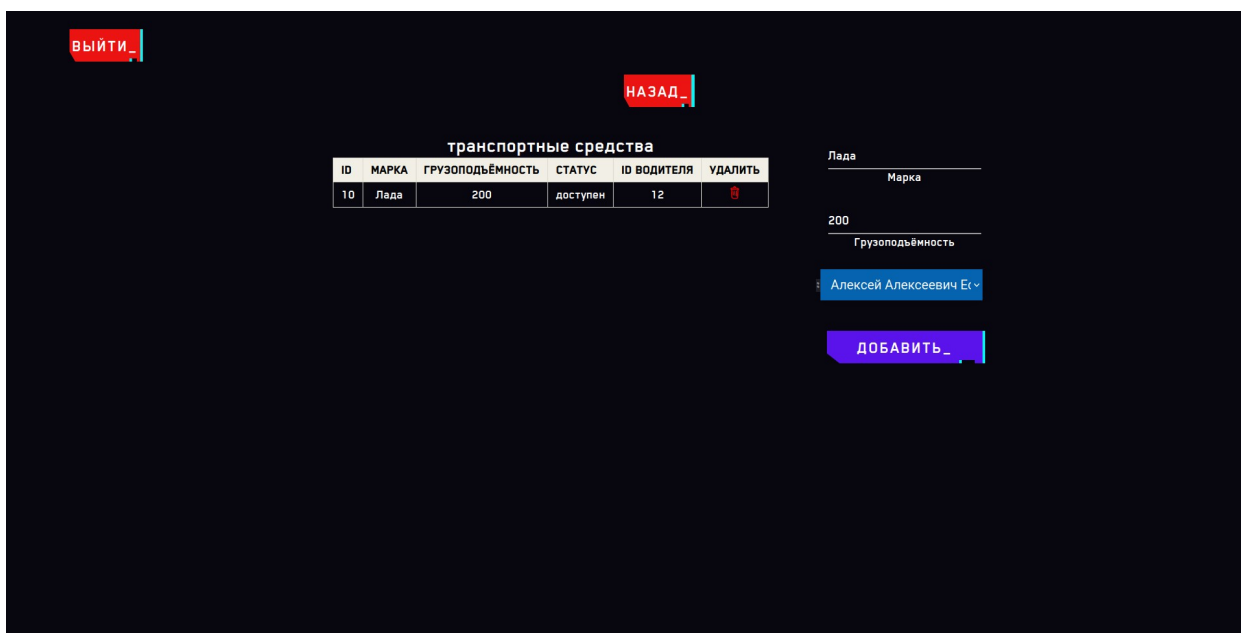 ВЫЙТИ_
НАЗАД_
транспортные средства
ID МАРКА ГРУЗОПОДЪЁМНОСТЬ СТАТУС ID ВОДИТЕЛЯ УДАЛИТЬ
10 Лада 200 доступен 12
Лада
Марка
200
Грузоподъёмность
Алексей Алексеевич
ДОБАВИТЬ_